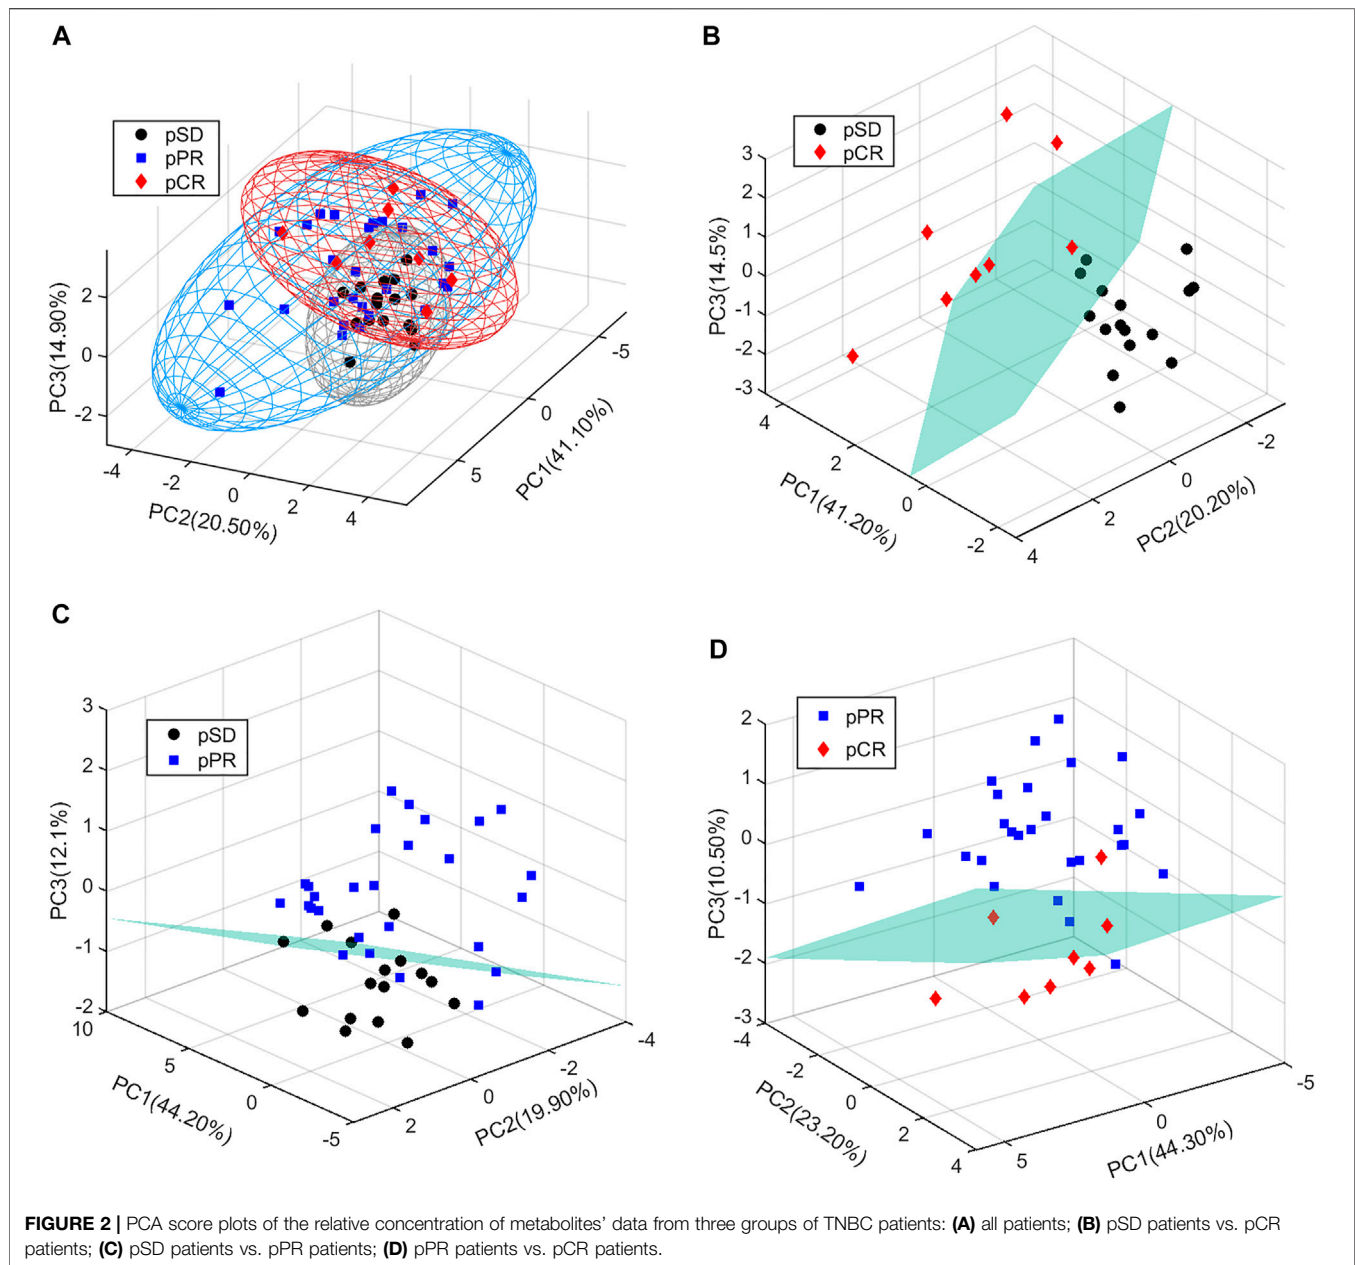 A
pSD
pPR
pCR
PC3(14.90%)
2
0
-2
-4
-2
0
2
4
PC2(20.50%)
5
0
-5
PC1(41.10%)
B
pSD
pCR
PC3(14.5%)
3
2
1
0
-1
-2
-3
4
2
0
-2
PC1(41.20%)
4
2
0
-2
PC2(20.20%)
C
pSD
pPR
PC3(12.1%)
3
2
1
0
-1
-2
10
5
0
-5
PC1(44.20%)
2
0
-2
-4
PC2(19.90%)
D
pPR
pCR
PC3(10.50%)
2
1
0
-1
-2
-3
-4
-2
0
2
4
PC2(23.20%)
5
0
-5
PC1(44.30%)
FIGURE 2 | PCA score plots of the relative concentration of metabolites' data from three groups of TNBC patients: (A) all patients; (B) pSD patients vs. pCR
patients; (C) pSD patients vs. pPR patients; (D) pPR patients vs. pCR patients.